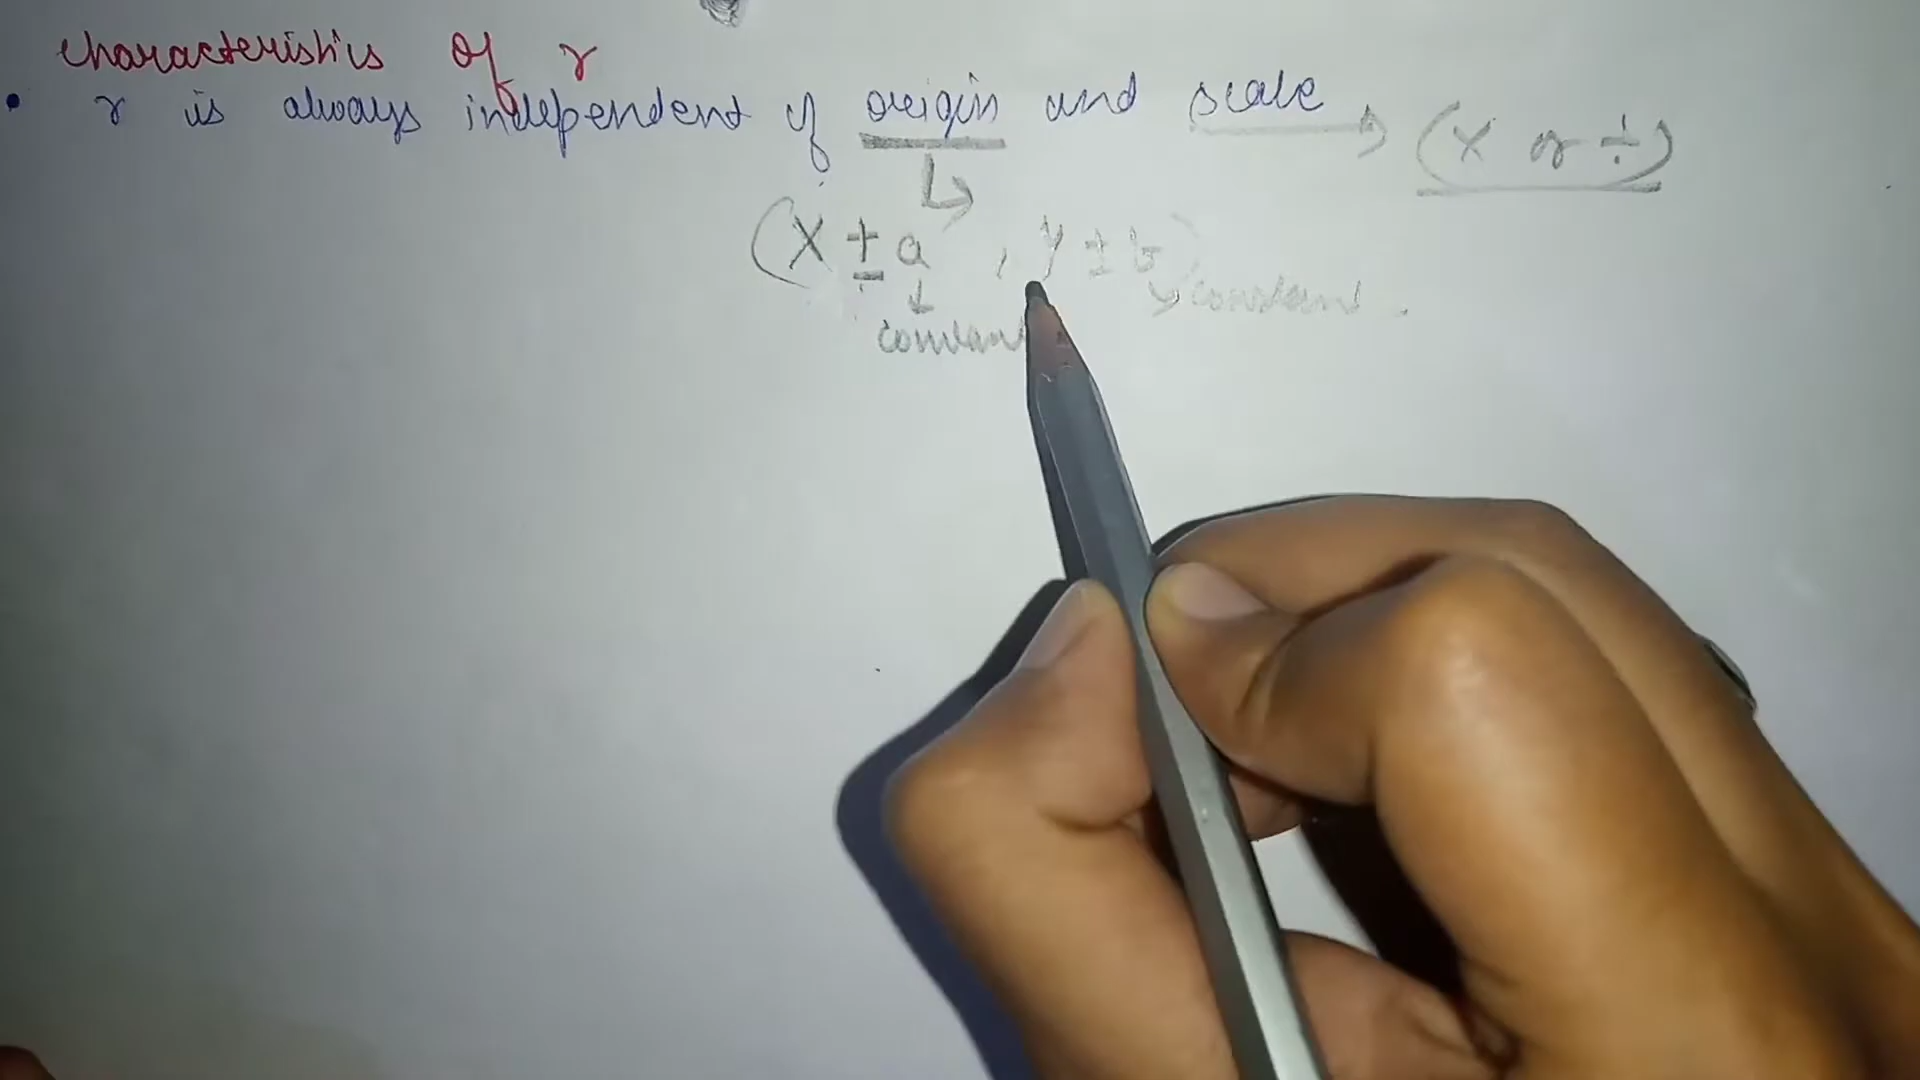 characteristics of r
• r is always independent of origin and scale → (x or ÷)
↳
(x ± a , y ± b)
↓ constant ↘ constant .